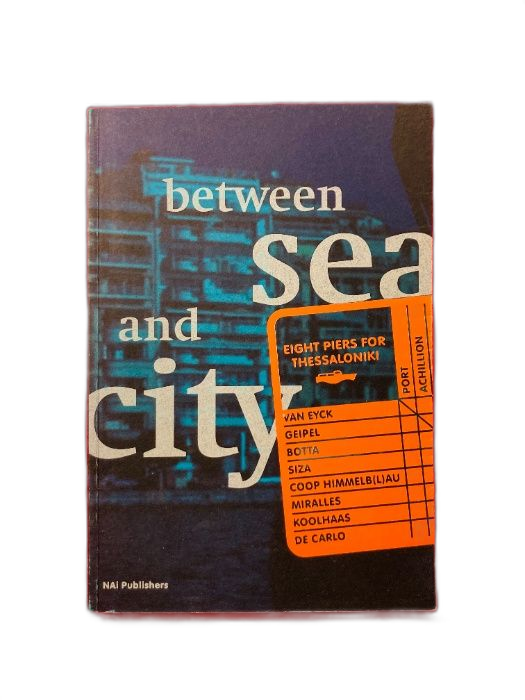 between
sea
and
city
EIGHT PIERS FOR
THESSALONIKI
PORT
ACHILLION
VAN EYCK
GEIPEL
BOTTA
SIZA
COOP HIMMELB(L)AU
MIRALLES
KOOLHAAS
DE CARLO
NAi Publishers